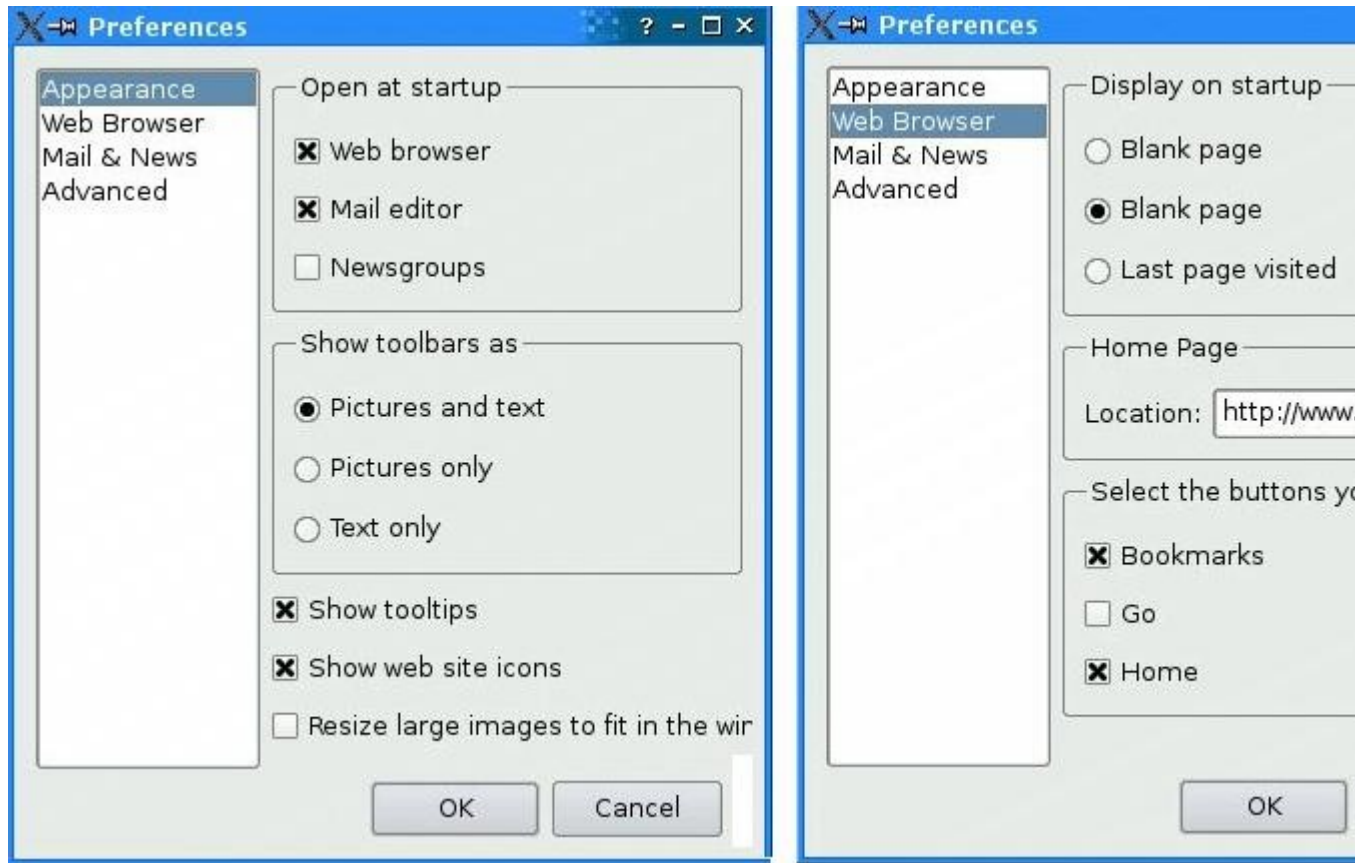 Preferences
Appearance
Web Browser
Mail & News
Advanced
Open at startup
Web browser
Mail editor
Newsgroups
Show toolbars as
Pictures and text
Pictures only
Text only
Show tooltips
Show web site icons
Resize large images to fit in the
OK
Cancel
Preferences
Appearance
Web Browser
Mail & News
Advanced
Display on startup
Blank page
Blank page
Last page visited
Home Page
Location: http://www.
Select the buttons
Bookmarks
Go
Home
OK